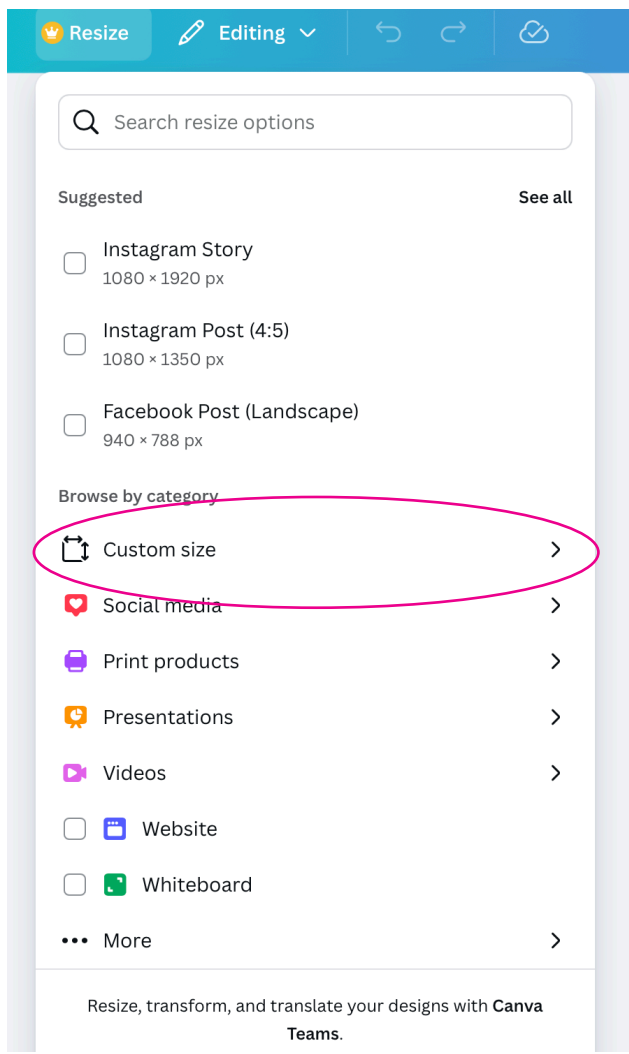 Resize Editing
Search resize options
Suggested See all
Instagram Story
1080 × 1920 px
Instagram Post (4:5)
1080 × 1350 px
Facebook Post (Landscape)
940 × 788 px
Browse by category
Custom size
Social media
Print products
Presentations
Videos
Website
Whiteboard
More
Resize, transform, and translate your designs with Canva
Teams.